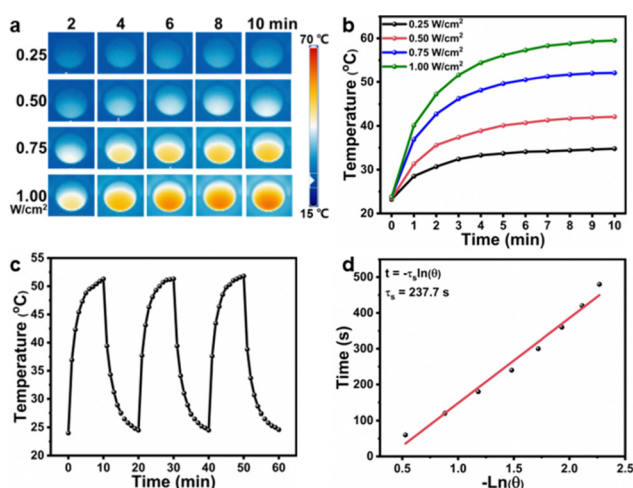 a
2 4 6 8 10 min
0.25
0.50
0.75
1.00
W/cm²
70 °C
15 °C
b
0.25 W/cm²
0.50 W/cm²
0.75 W/cm²
1.00 W/cm²
Temperature (°C)
60
50
40
30
20
0 1 2 3 4 5 6 7 8 9 10
Time (min)
c
Temperature (°C)
55
50
45
40
35
30
25
20
0 10 20 30 40 50 60
Time (min)
d
t = -τₛln(θ)
τₛ = 237.7 s
Time (s)
500
400
300
200
100
0
0.5 1.0 1.5 2.0 2.5
-Ln(θ)